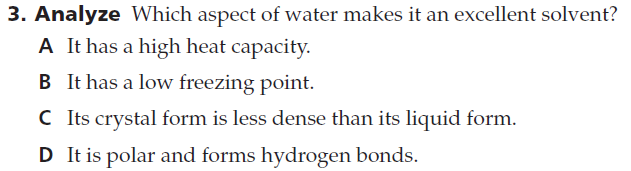 3. Analyze Which aspect of water makes it an excellent solvent?
A It has a high heat capacity.
B It has a low freezing point.
C Its crystal form is less dense than its liquid form.
D It is polar and forms hydrogen bonds.